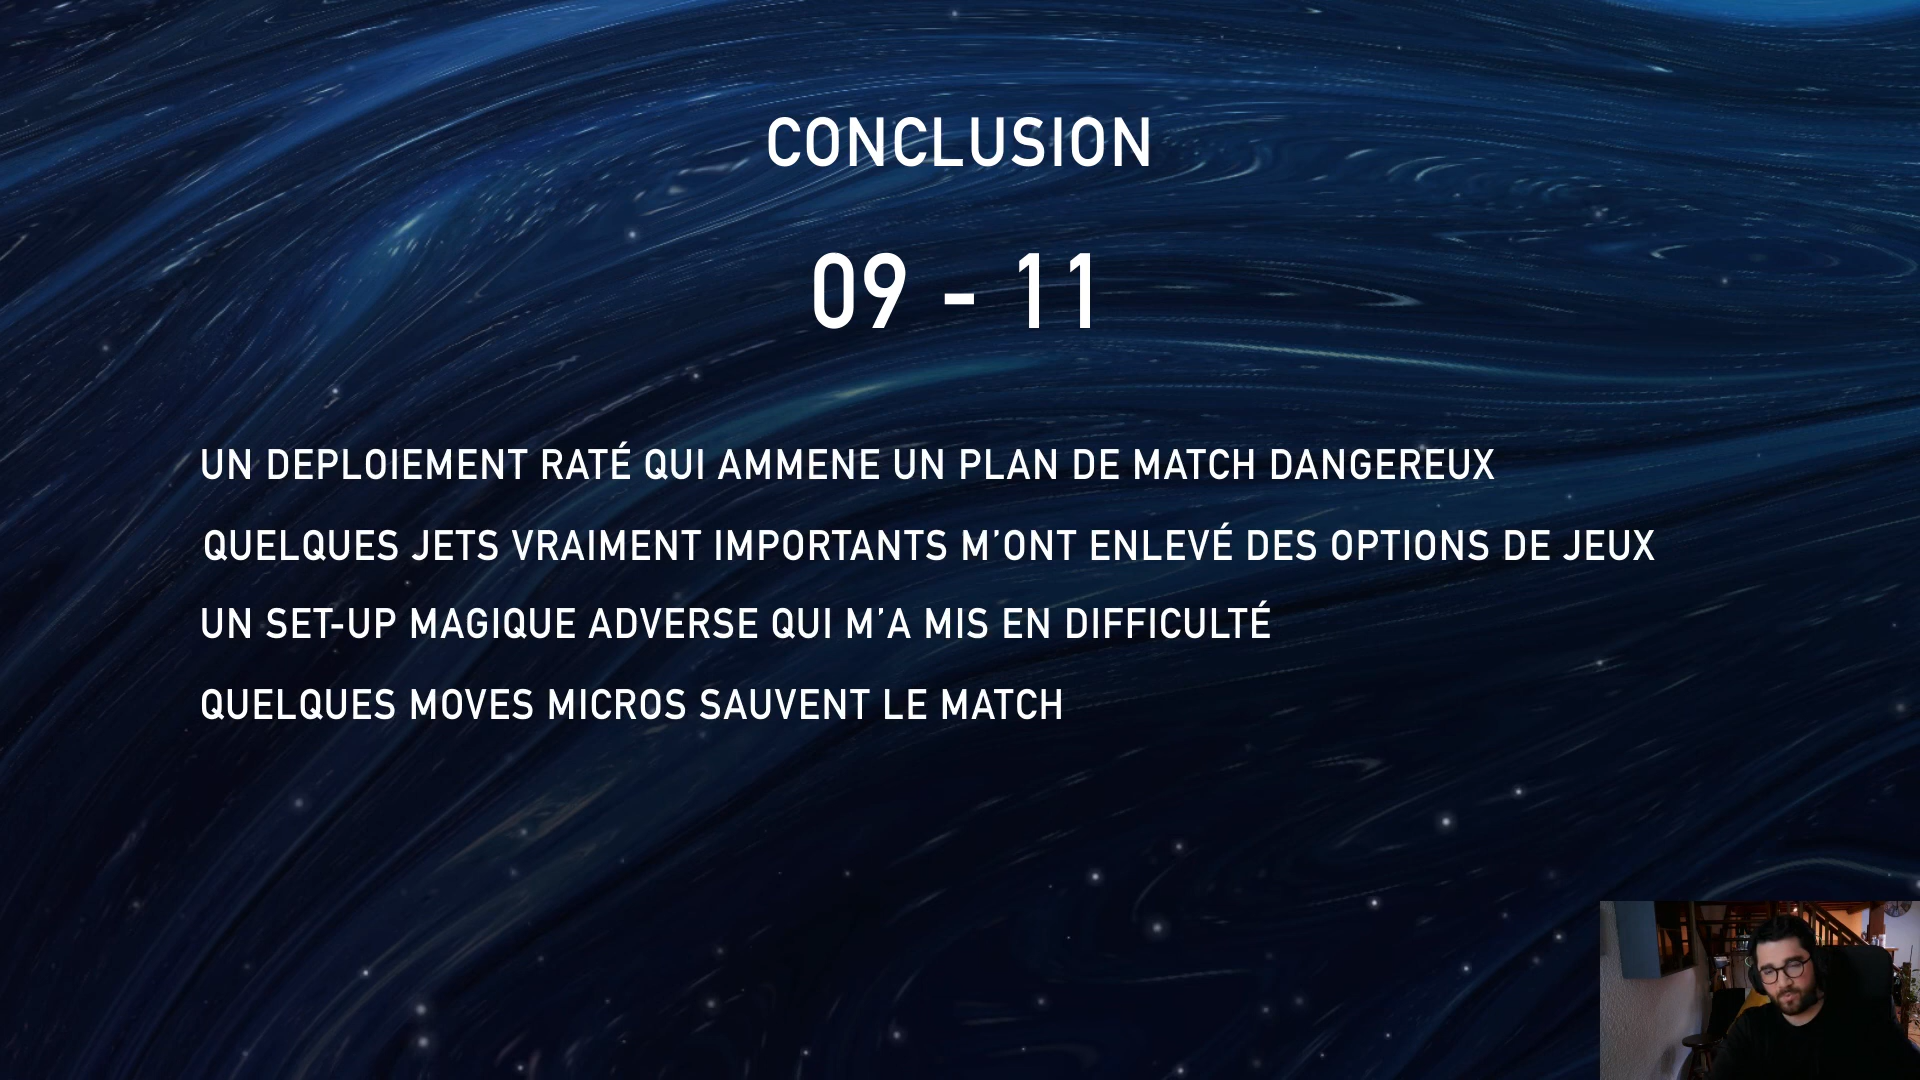 CONCLUSION
09 - 11
UN DEPLOIEMENT RATÉ QUI AMMENE UN PLAN DE MATCH DANGEREUX
QUELQUES JETS VRAIMENT IMPORTANTS M’ONT ENLEVÉ DES OPTIONS DE JEUX
UN SET-UP MAGIQUE ADVERSE QUI M’A MIS EN DIFFICULTÉ
QUELQUES MOVES MICROS SAUVENT LE MATCH